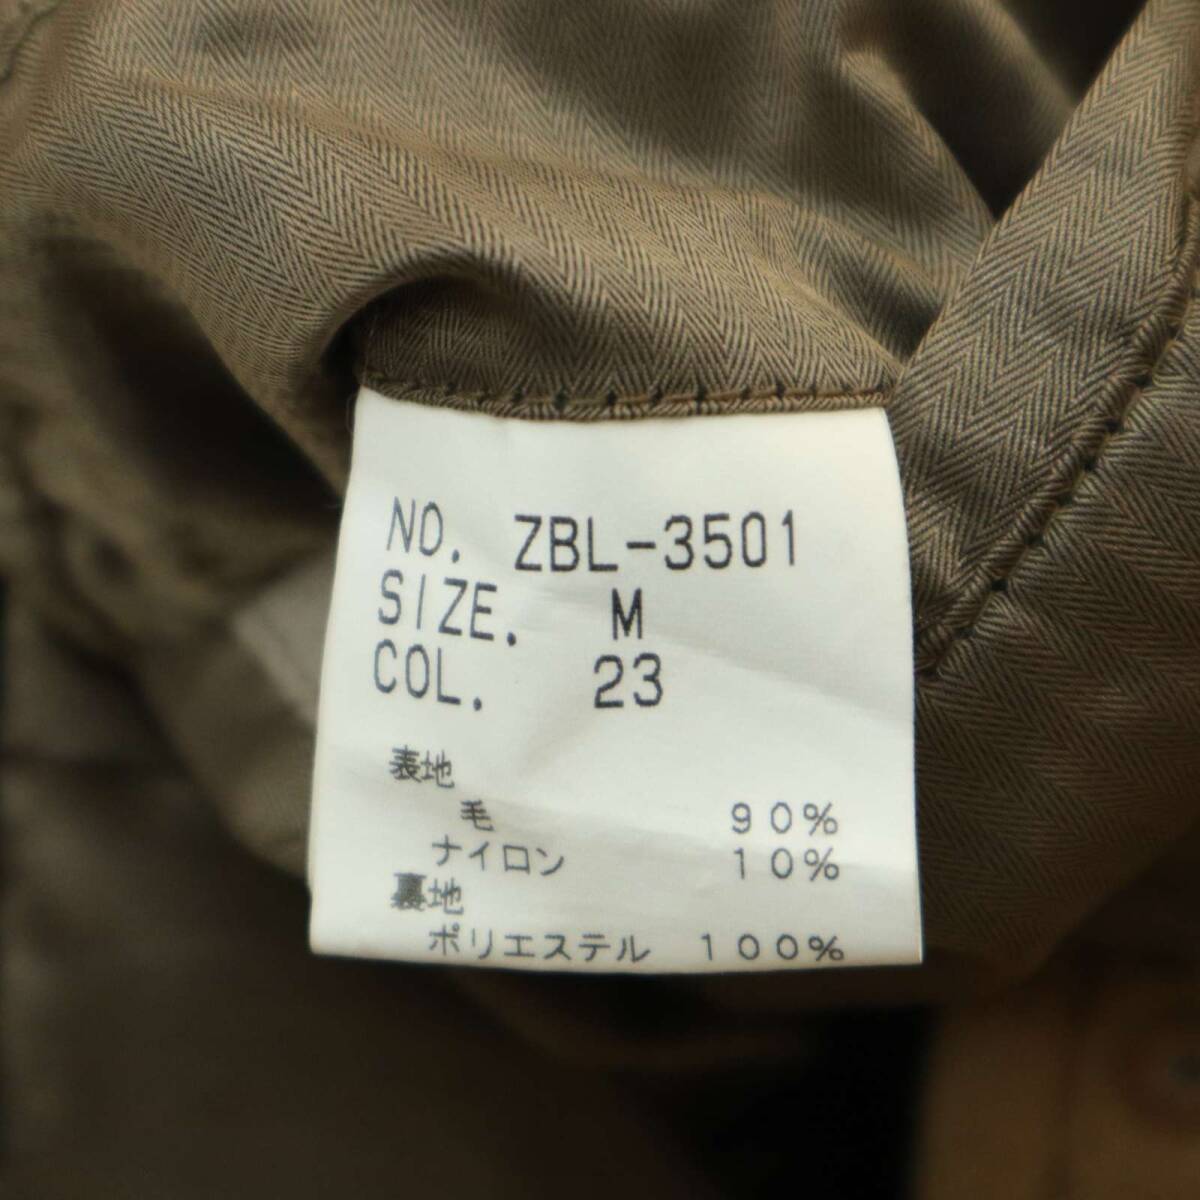 NO. ZBL-3501
SIZE. M
COL. 23
表地
毛 90%
ナイロン 10%
裏地
ポリエステル 100%